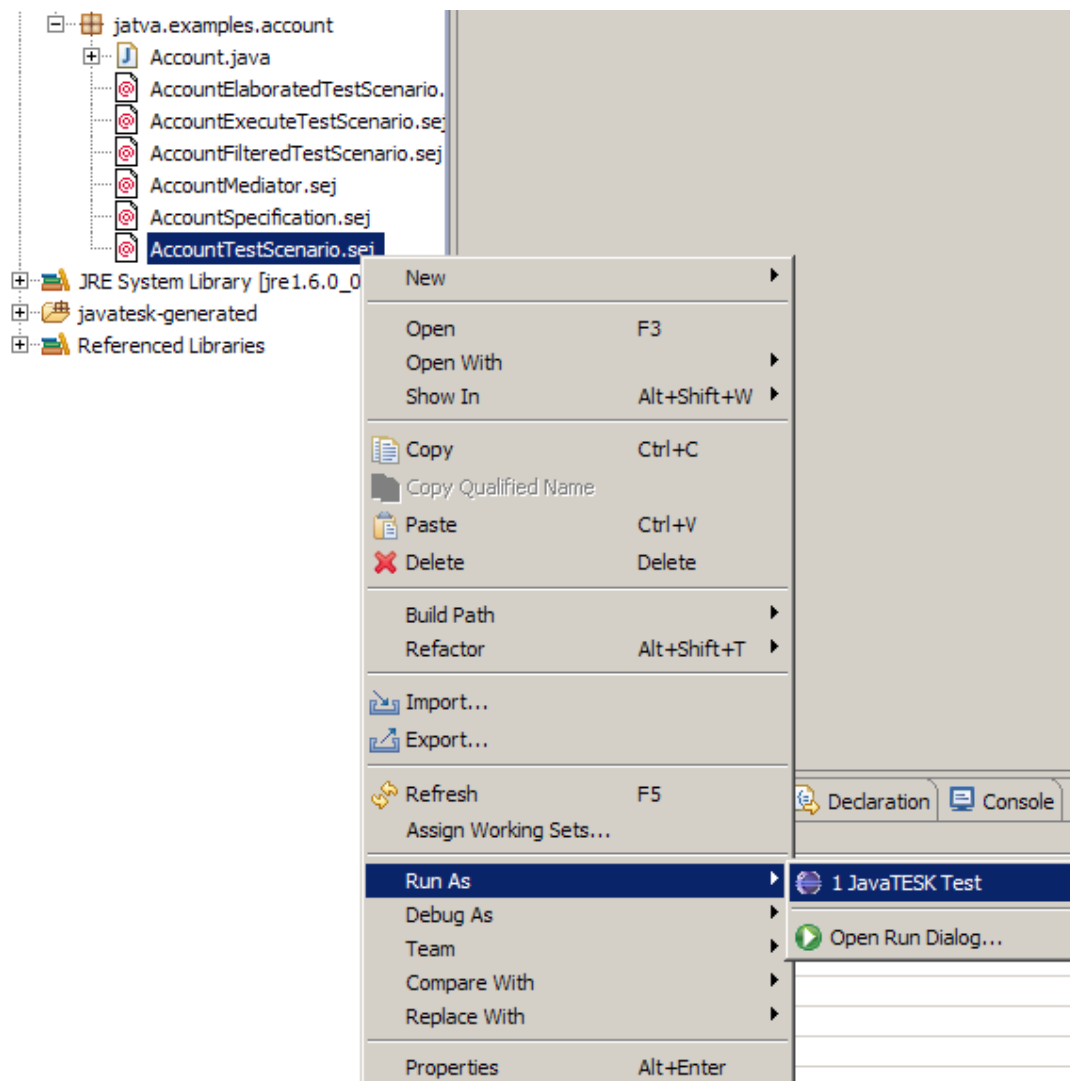 jatva.examples.account
Account.java
AccountElaboratedTestScenario.
AccountExecuteTestScenario.sej
AccountFilteredTestScenario.sej
AccountMediator.sej
AccountSpecification.sej
AccountTestScenario.sej
JRE System Library [jre1.6.0_0
javatesk-generated
Referenced Libraries
New
Open F3
Open With
Show In Alt+Shift+W
Copy Ctrl+C
Copy Qualified Name
Paste Ctrl+V
Delete Delete
Build Path
Refactor Alt+Shift+T
Import...
Export...
Refresh F5
Assign Working Sets...
Declaration Console
Run As
1 JavaTESK Test
Debug As
Open Run Dialog...
Team
Compare With
Replace With
Properties Alt+Enter